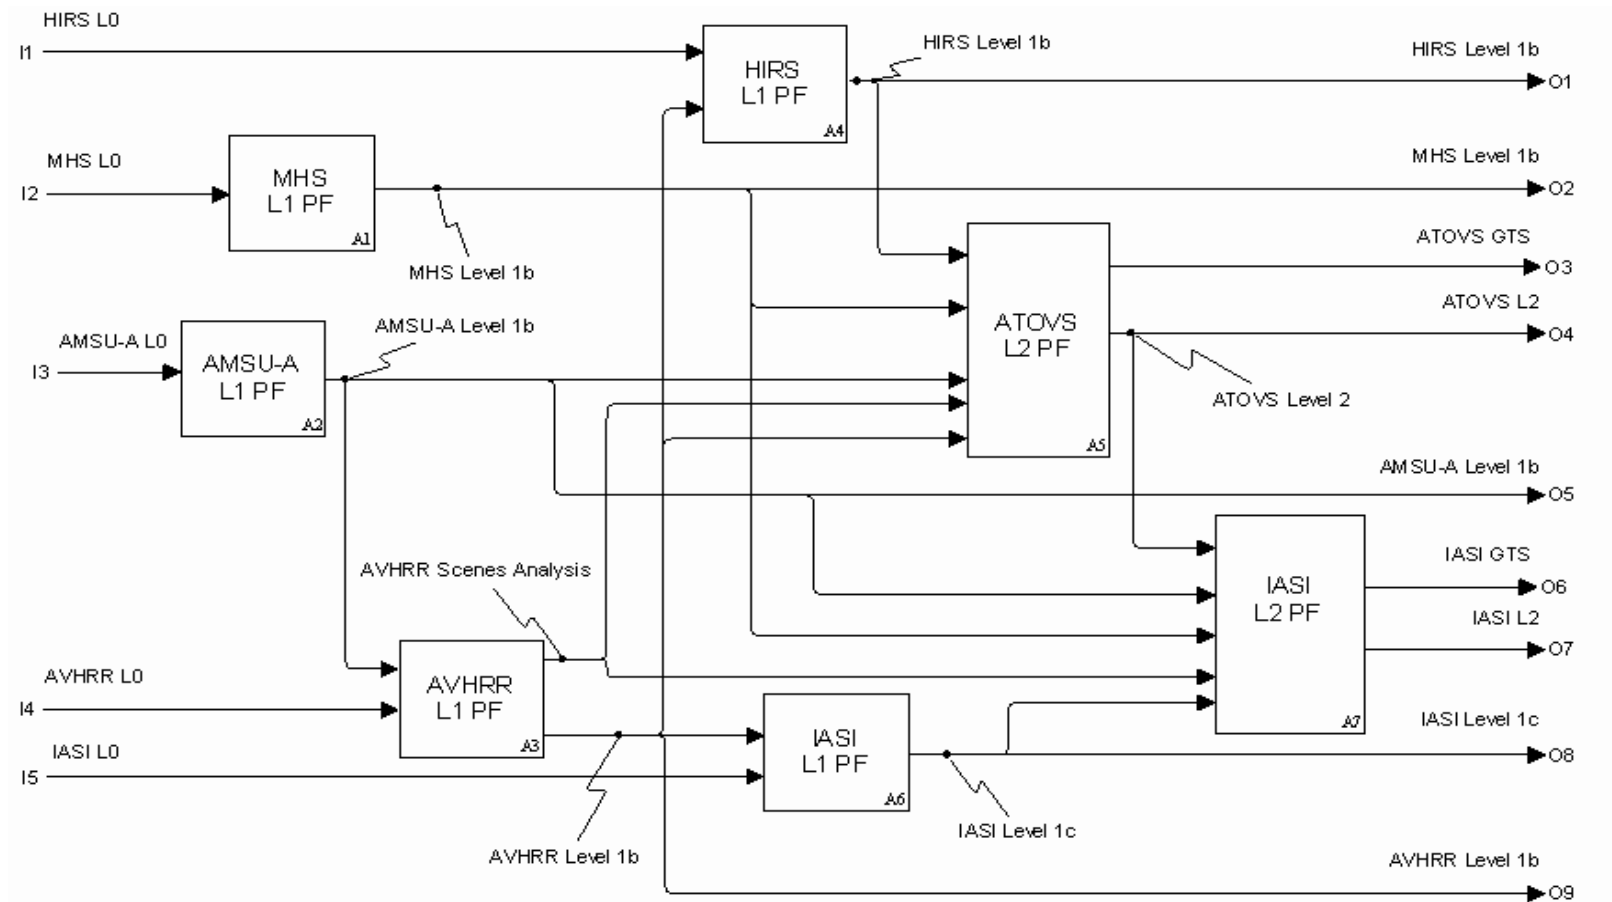 HIRS L0
I1
HIRS
L1 PF
A4
HIRS Level 1b
HIRS Level 1b
O1
MHS L0
I2
MHS
L1 PF
A1
MHS Level 1b
MHS Level 1b
O2
ATOVS GTS
O3
ATOVS L2
O4
ATOVS
L2 PF
A5
ATOVS Level 2
AMSU-A L0
I3
AMSU-A
L1 PF
A2
AMSU-A Level 1b
AMSU-A Level 1b
O5
AVHRR Scenes Analysis
IASI GTS
O6
IASI L2
O7
IASI
L2 PF
A7
AVHRR L0
I4
AVHRR
L1 PF
A3
IASI L0
I5
IASI
L1 PF
A6
IASI Level 1c
O8
IASI Level 1c
AVHRR Level 1b
AVHRR Level 1b
O9